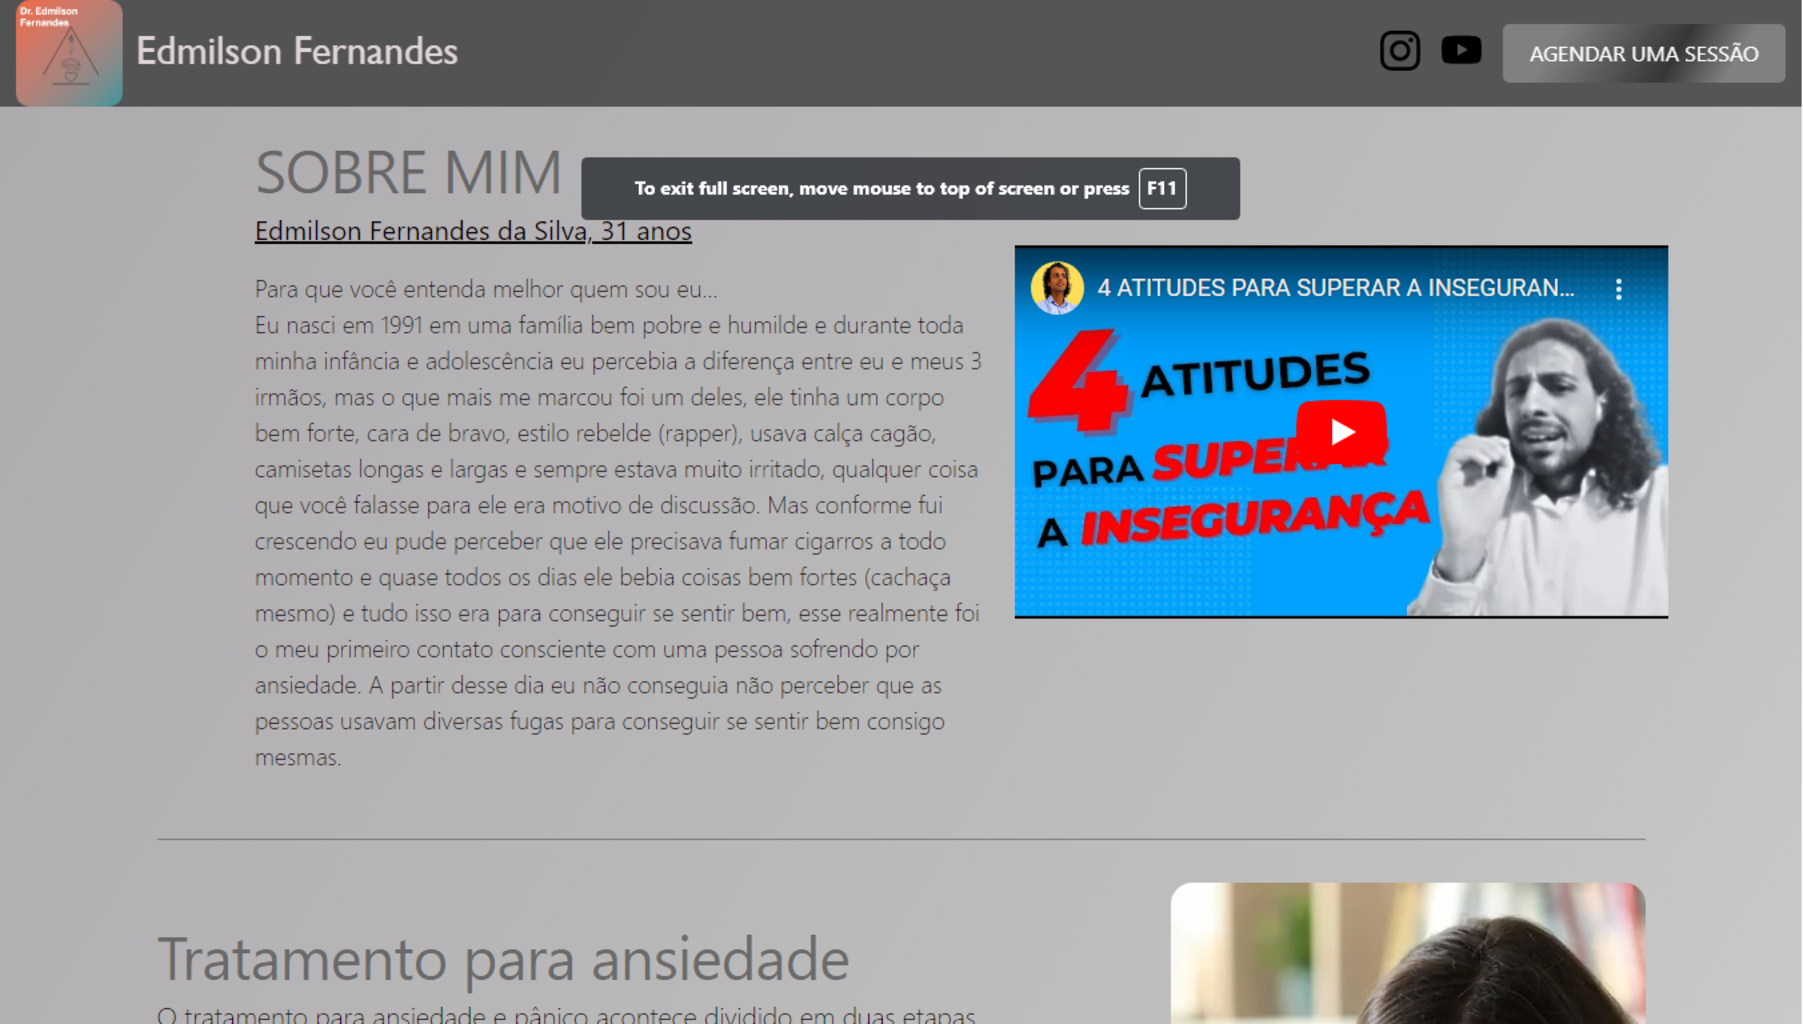 Dr. Edmilson
Fernandes
Edmilson Fernandes
AGENDAR UMA SESSÃO
SOBRE MIM
To exit full screen, move mouse to top of screen or press F11
Edmilson Fernandes da Silva, 31 anos
Para que você entenda melhor quem sou eu...
Eu nasci em 1991 em uma família bem pobre e humilde e durante toda
minha infância e adolescência eu percebia a diferença entre eu e meus 3
irmãos, mas o que mais me marcou foi um deles, ele tinha um corpo
bem forte, cara de bravo, estilo rebelde (rapper), usava calça cagão,
camisetas longas e largas e sempre estava muito irritado, qualquer coisa
que você falasse para ele era motivo de discussão. Mas conforme fui
crescendo eu pude perceber que ele precisava fumar cigarros a todo
momento e quase todos os dias ele bebia coisas bem fortes (cachaça
mesmo) e tudo isso era para conseguir se sentir bem, esse realmente foi
o meu primeiro contato consciente com uma pessoa sofrendo por
ansiedade. A partir desse dia eu não conseguia não perceber que as
pessoas usavam diversas fugas para conseguir se sentir bem consigo
mesmas.
4 ATITUDES PARA SUPERAR A INSEGURAN...
4 ATITUDES
PARA SUPERAR
A INSEGURANÇA
Tratamento para ansiedade
O tratamento para ansiedade e pânico acontece dividido em duas etapas